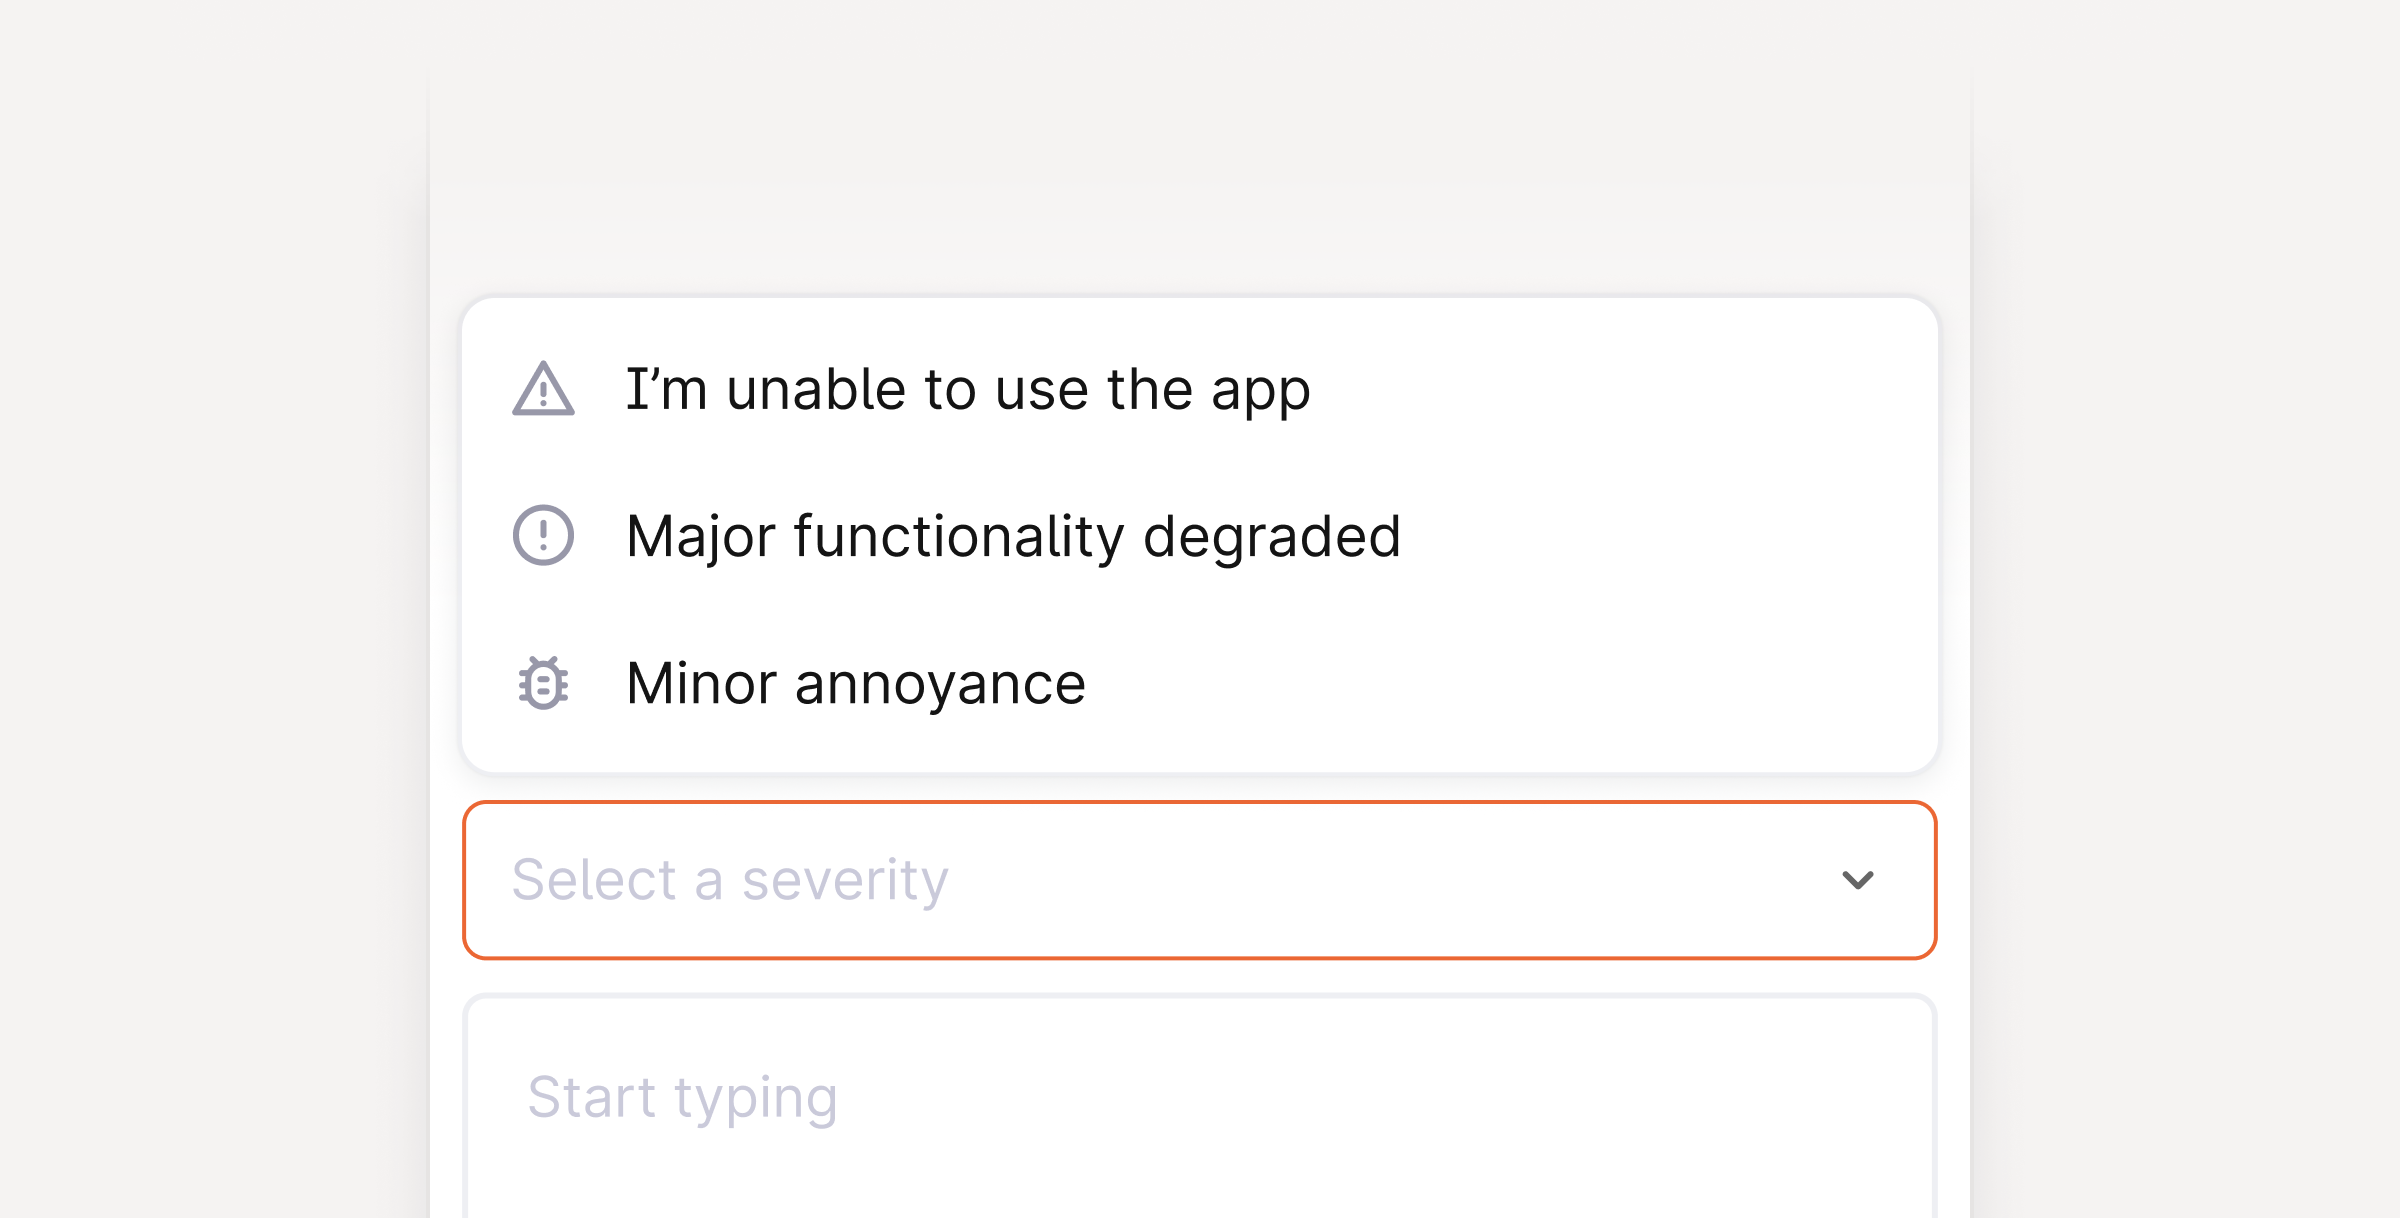 I’m unable to use the app
Major functionality degraded
Minor annoyance
Select a severity
Start typing